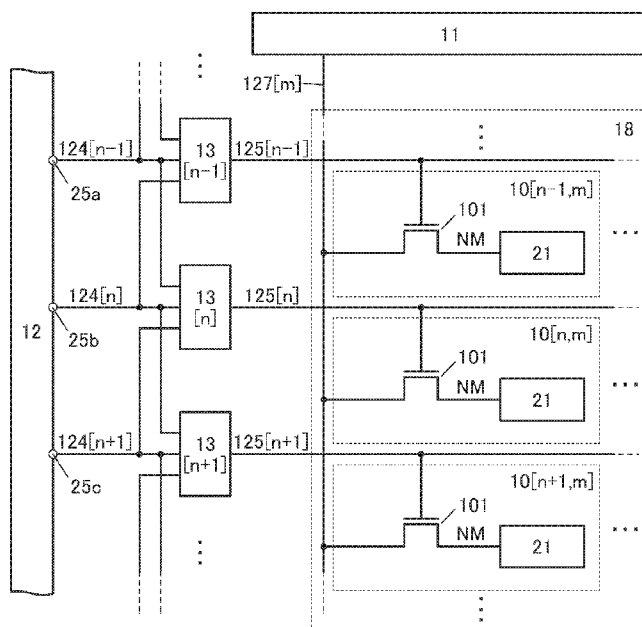 11
127[m]
18
124[n-1]
13
[n-1]
125[n-1]
25a
10[n-1,m]
101
NM
21
12
124[n]
13
[n]
125[n]
25b
10[n,m]
101
NM
21
124[n+1]
13
[n+1]
125[n+1]
25c
10[n+1,m]
101
NM
21